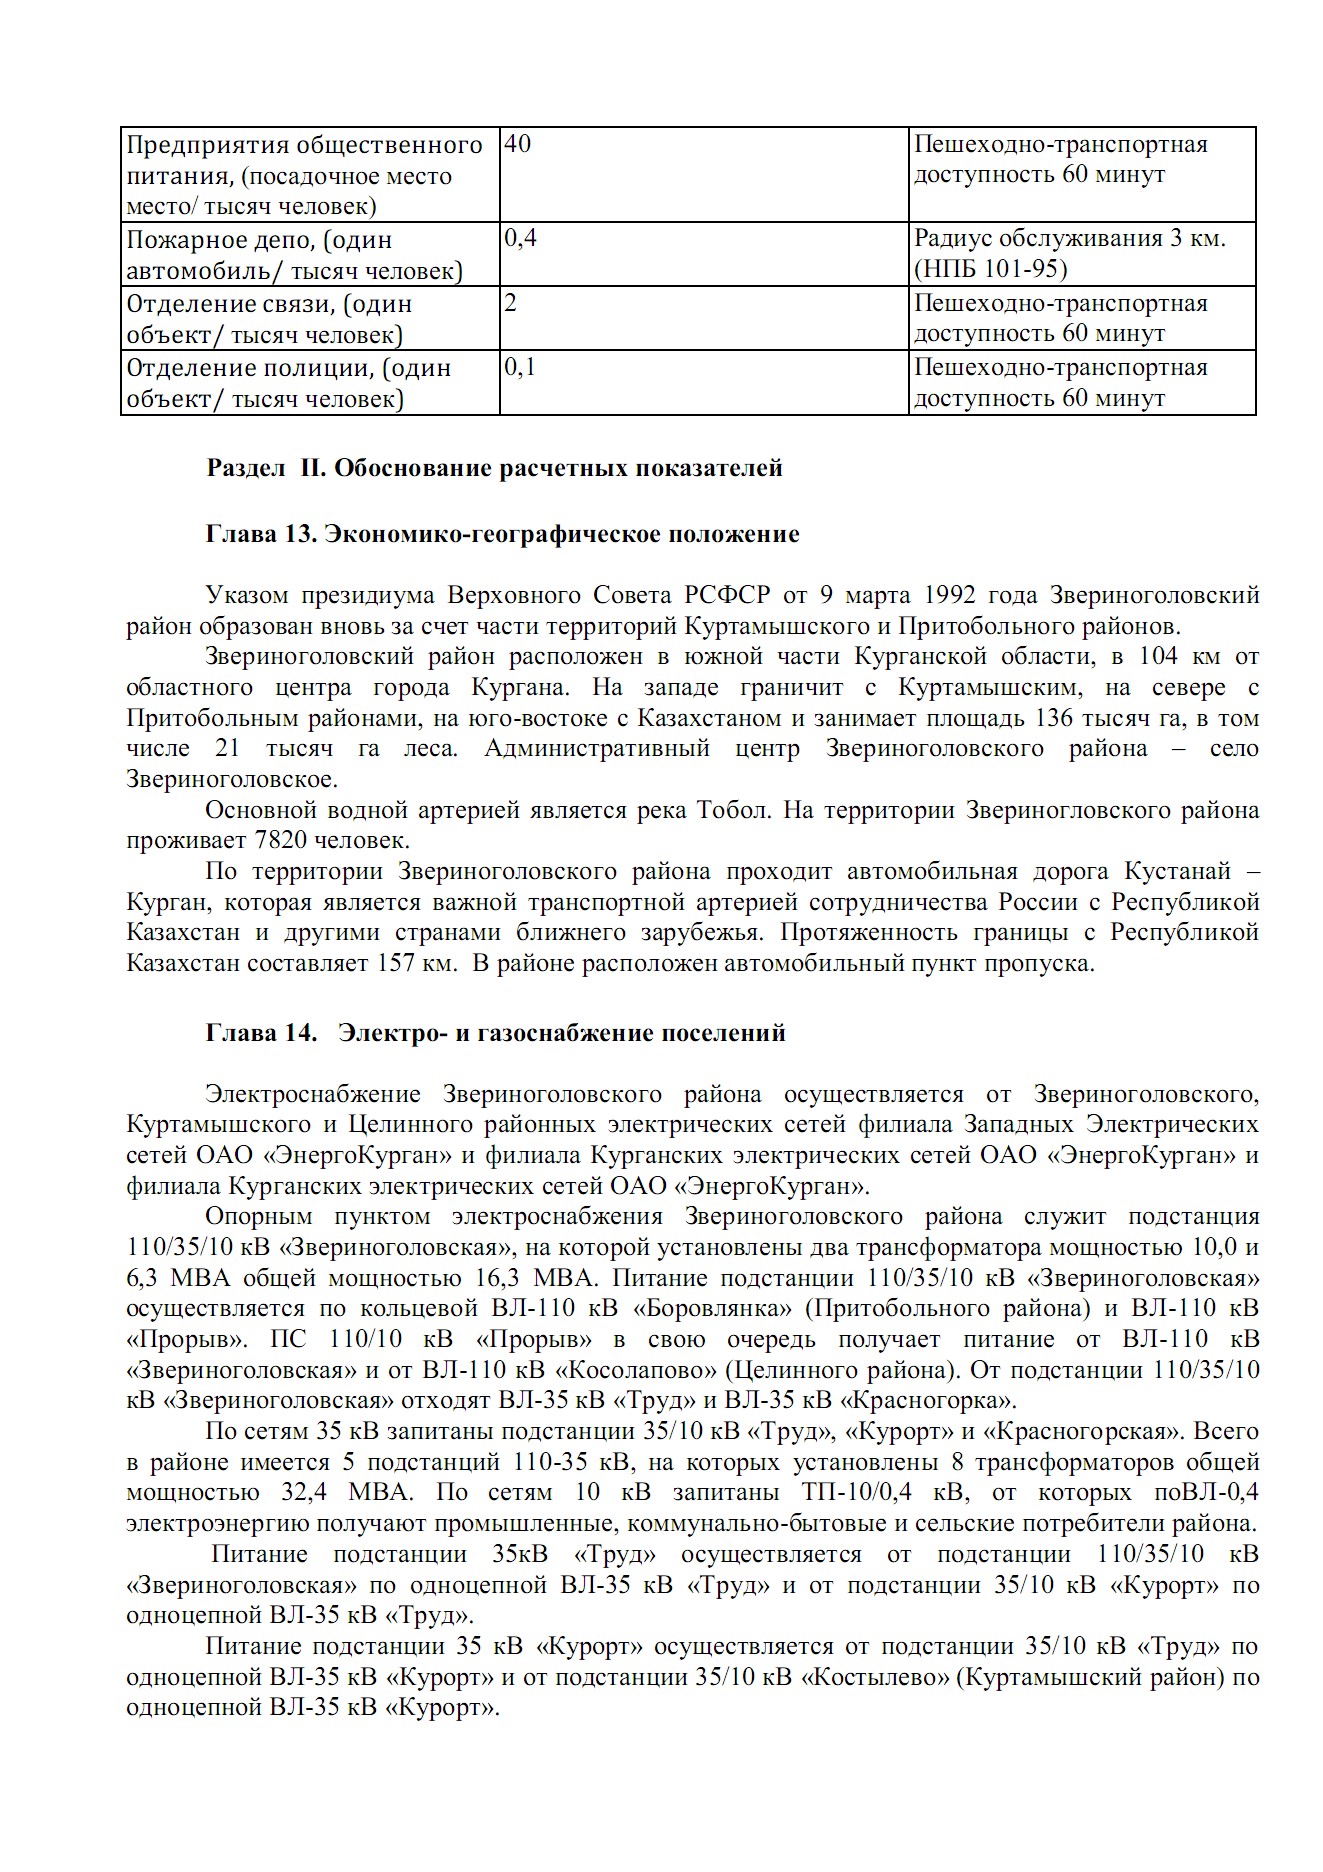 Предприятия общественного
питания, (посадочное место
место/ тысяч человек)
40
Пешеходно-транспортная
доступность 60 минут
Пожарное депо, (один
автомобиль/ тысяч человек)
0,4
Радиус обслуживания 3 км.
(НПБ 101-95)
Отделение связи, (один
объект/ тысяч человек)
2
Пешеходно-транспортная
доступность 60 минут
Отделение полиции, (один
объект/ тысяч человек)
0,1
Пешеходно-транспортная
доступность 60 минут
Раздел II. Обоснование расчетных показателей
Глава 13. Экономико-географическое положение
Указом президиума Верховного Совета РСФСР от 9 марта 1992 года Звериноголовский
район образован вновь за счет части территорий Куртамышского и Притобольного районов.
Звериноголовский район расположен в южной части Курганской области, в 104 км от
областного центра города Кургана. На западе граничит с Куртамышским, на севере с
Притобольным районами, на юго-востоке с Казахстаном и занимает площадь 136 тысяч га, в том
числе 21 тысяч га леса. Административный центр Звериноголовского района – село
Звериноголовское.
Основной водной артерией является река Тобол. На территории Звериногловского района
проживает 7820 человек.
По территории Звериноголовского района проходит автомобильная дорога Кустанай –
Курган, которая является важной транспортной артерией сотрудничества России с Республикой
Казахстан и другими странами ближнего зарубежья. Протяженность границы с Республикой
Казахстан составляет 157 км. В районе расположен автомобильный пункт пропуска.
Глава 14. Электро- и газоснабжение поселений
Электроснабжение Звериноголовского района осуществляется от Звериноголовского,
Куртамышского и Целинного районных электрических сетей филиала Западных Электрических
сетей ОАО «ЭнергоКурган» и филиала Курганских электрических сетей ОАО «ЭнергоКурган» и
филиала Курганских электрических сетей ОАО «ЭнергоКурган».
Опорным пунктом электроснабжения Звериноголовского района служит подстанция
110/35/10 кВ «Звериноголовская», на которой установлены два трансформатора мощностью 10,0 и
6,3 МВА общей мощностью 16,3 МВА. Питание подстанции 110/35/10 кВ «Звериноголовская»
осуществляется по кольцевой ВЛ-110 кВ «Боровлянка» (Притобольного района) и ВЛ-110 кВ
«Прорыв». ПС 110/10 кВ «Прорыв» в свою очередь получает питание от ВЛ-110 кВ
«Звериноголовская» и от ВЛ-110 кВ «Косолапово» (Целинного района). От подстанции 110/35/10
кВ «Звериноголовская» отходят ВЛ-35 кВ «Труд» и ВЛ-35 кВ «Красногорка».
По сетям 35 кВ запитаны подстанции 35/10 кВ «Труд», «Курорт» и «Красногорская». Всего
в районе имеется 5 подстанций 110-35 кВ, на которых установлены 8 трансформаторов общей
мощностью 32,4 МВА. По сетям 10 кВ запитаны ТП-10/0,4 кВ, от которых поВЛ-0,4
электроэнергию получают промышленные, коммунально-бытовые и сельские потребители района.
Питание подстанции 35кВ «Труд» осуществляется от подстанции 110/35/10 кВ
«Звериноголовская» по одноцепной ВЛ-35 кВ «Труд» и от подстанции 35/10 кВ «Курорт» по
одноцепной ВЛ-35 кВ «Труд».
Питание подстанции 35 кВ «Курорт» осуществляется от подстанции 35/10 кВ «Труд» по
одноцепной ВЛ-35 кВ «Курорт» и от подстанции 35/10 кВ «Костылево» (Куртамышский район) по
одноцепной ВЛ-35 кВ «Курорт».